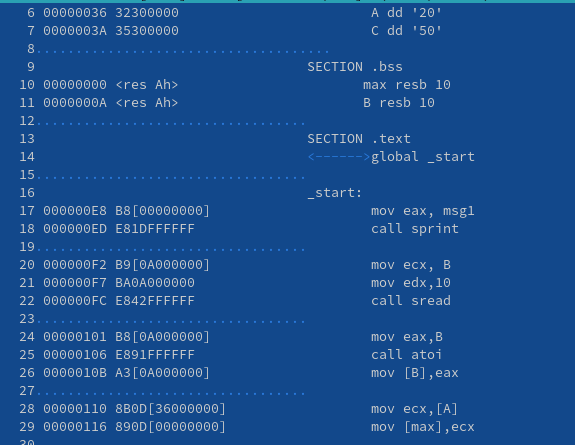 6 00000036 32300000 A dd '20'
7 0000003A 35300000 C dd '50'
8
9 SECTION .bss
10 00000000 <res Ah> max resb 10
11 0000000A <res Ah> B resb 10
12
13 SECTION .text
14 <------>global _start
15
16 _start:
17 000000E8 B8[00000000] mov eax, msg1
18 000000ED E81DFFFFFF call sprint
19
20 000000F2 B9[0A000000] mov ecx, B
21 000000F7 BA0A000000 mov edx,10
22 000000FC E842FFFFFF call sread
23
24 00000101 B8[0A000000] mov eax,B
25 00000106 E891FFFFFF call atoi
26 0000010B A3[0A000000] mov [B],eax
27
28 00000110 8B0D[36000000] mov ecx,[A]
29 00000116 890D[00000000] mov [max],ecx